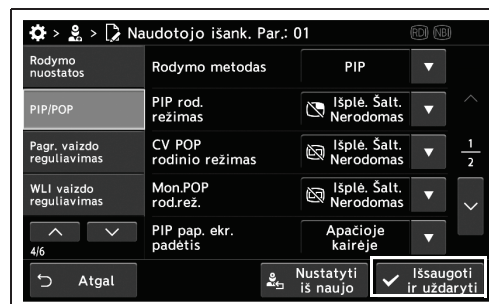 > > Naudotojo išank. Par.: 01 RDI NBI
Rodymo
nuostatos
Rodymo metodas PIP
PIP/POP
PIP rod.
režimas
Išplė. Šalt.
Nerodomas
Pagr. vaizdo
reguliavimas
CV POP
rodinio režimas
Išplė. Šalt.
Nerodomas
1
2
WLI vaizdo
reguliavimas
Mon.POP
rod.rež.
Išplė. Šalt.
Nerodomas
4/6
PIP pap. ekr.
padėtis
Apačioje
kairėje
Atgal
Nustatyti
iš naujo
Išsaugoti
ir uždaryti